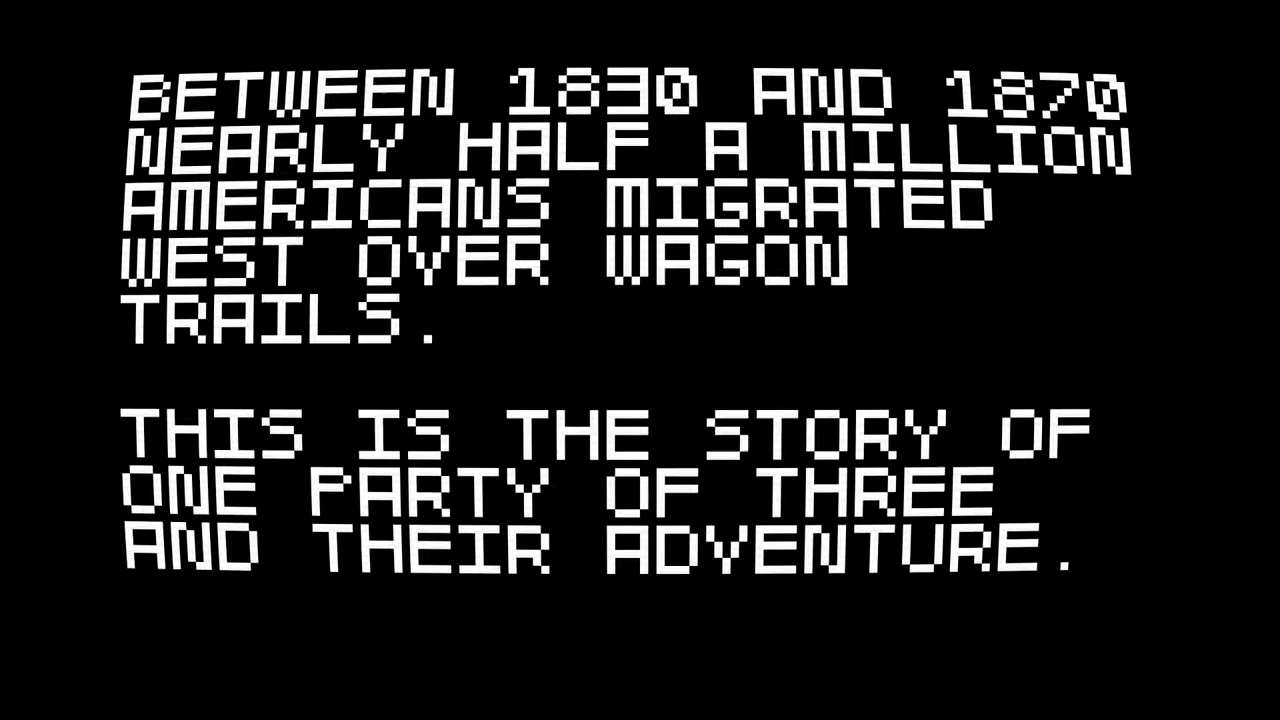 BETWEEN 1830 AND 1870
NEARLY HALF A MILLION
AMERICANS MIGRATED
WEST OVER WAGON
TRAILS.
THIS IS THE STORY OF
ONE PARTY OF THREE
AND THEIR ADVENTURE.